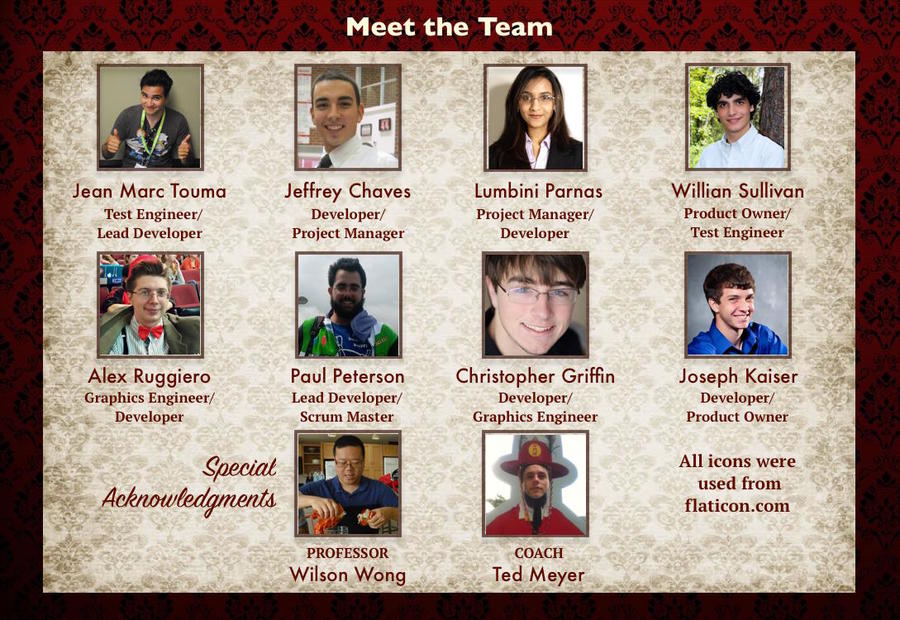 Meet the Team
Jean Marc Touma
Test Engineer/
Lead Developer
Jeffrey Chaves
Developer/
Project Manager
Lumbini Parnas
Project Manager/
Developer
Willian Sullivan
Product Owner/
Test Engineer
Alex Ruggiero
Graphics Engineer/
Developer
Paul Peterson
Lead Developer/
Scrum Master
Christopher Griffin
Developer/
Graphics Engineer
Joseph Kaiser
Developer/
Product Owner
Special
Acknowledgments
PROFESSOR
Wilson Wong
COACH
Ted Meyer
All icons were
used from
flaticon.com